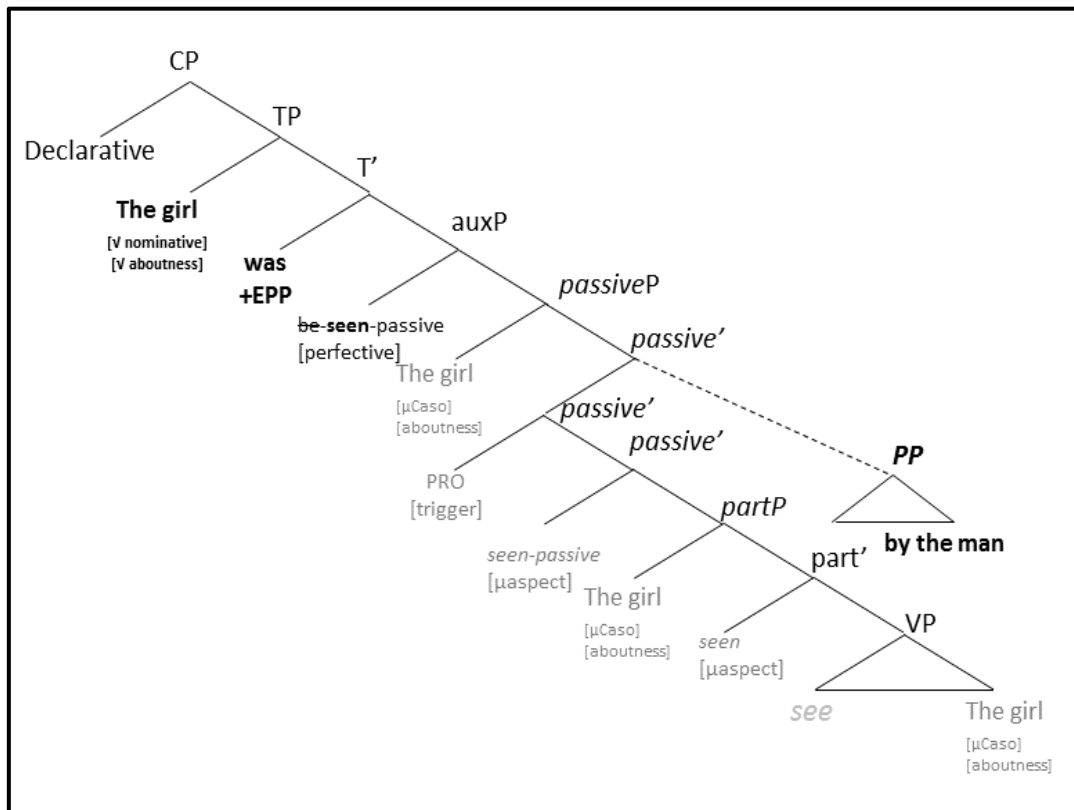 CP
TP
Declarative
T’
The girl
[√ nominative]
[√ aboutness]
auxP
was
+EPP
passiveP
be-seen-passive
[perfective]
passive’
The girl
[µCaso]
[aboutness]
passive’
passive’
PP
PRO
[trigger]
partP
by the man
seen-passive
[µaspect]
part’
The girl
[µCaso]
[aboutness]
seen
[µaspect]
VP
see
The girl
[µCaso]
[aboutness]